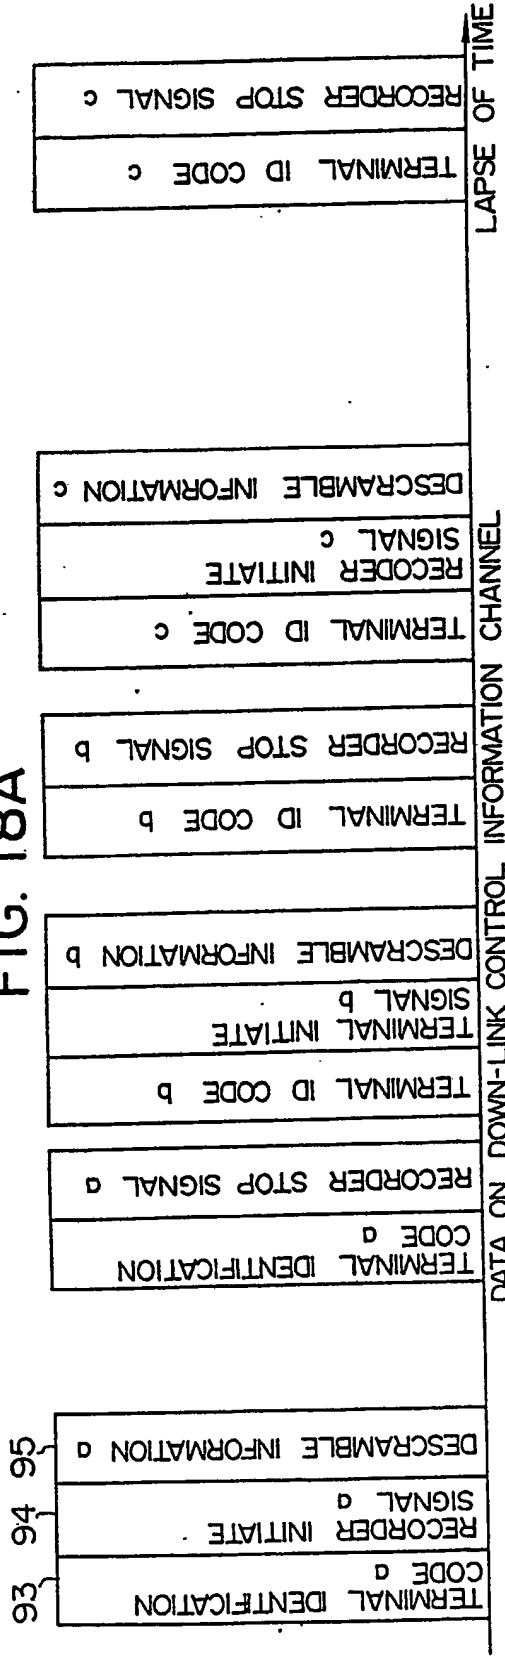 FIG. 18A
93
94
95
TERMINAL IDENTIFICATION
CODE a
RECORDER INITIATE
SIGNAL a
DESCRAMBLE INFORMATION a
TERMINAL IDENTIFICATION
CODE a
RECORDER STOP SIGNAL a
TERMINAL ID CODE b
TERMINAL INITIATE
SIGNAL b
DESCRAMBLE INFORMATION b
TERMINAL ID CODE b
RECORDER STOP SIGNAL b
TERMINAL ID CODE c
RECORDER INITIATE
SIGNAL c
DESCRAMBLE INFORMATION c
TERMINAL ID CODE c
RECORDER STOP SIGNAL c
DATA ON DOWN-LINK CONTROL INFORMATION CHANNEL
LAPSE OF TIME